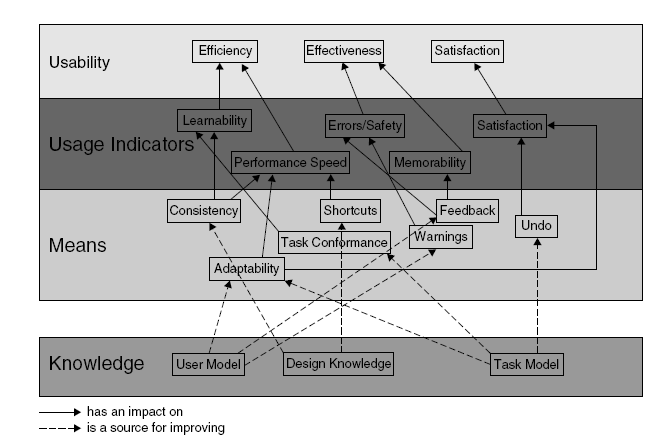 Usability
Efficiency
Effectiveness
Satisfaction
Usage Indicators
Learnability
Errors/Safety
Satisfaction
Performance Speed
Memorability
Means
Consistency
Shortcuts
Feedback
Undo
Task Conformance
Warnings
Adaptability
Knowledge
User Model
Design Knowledge
Task Model
has an impact on
is a source for improving